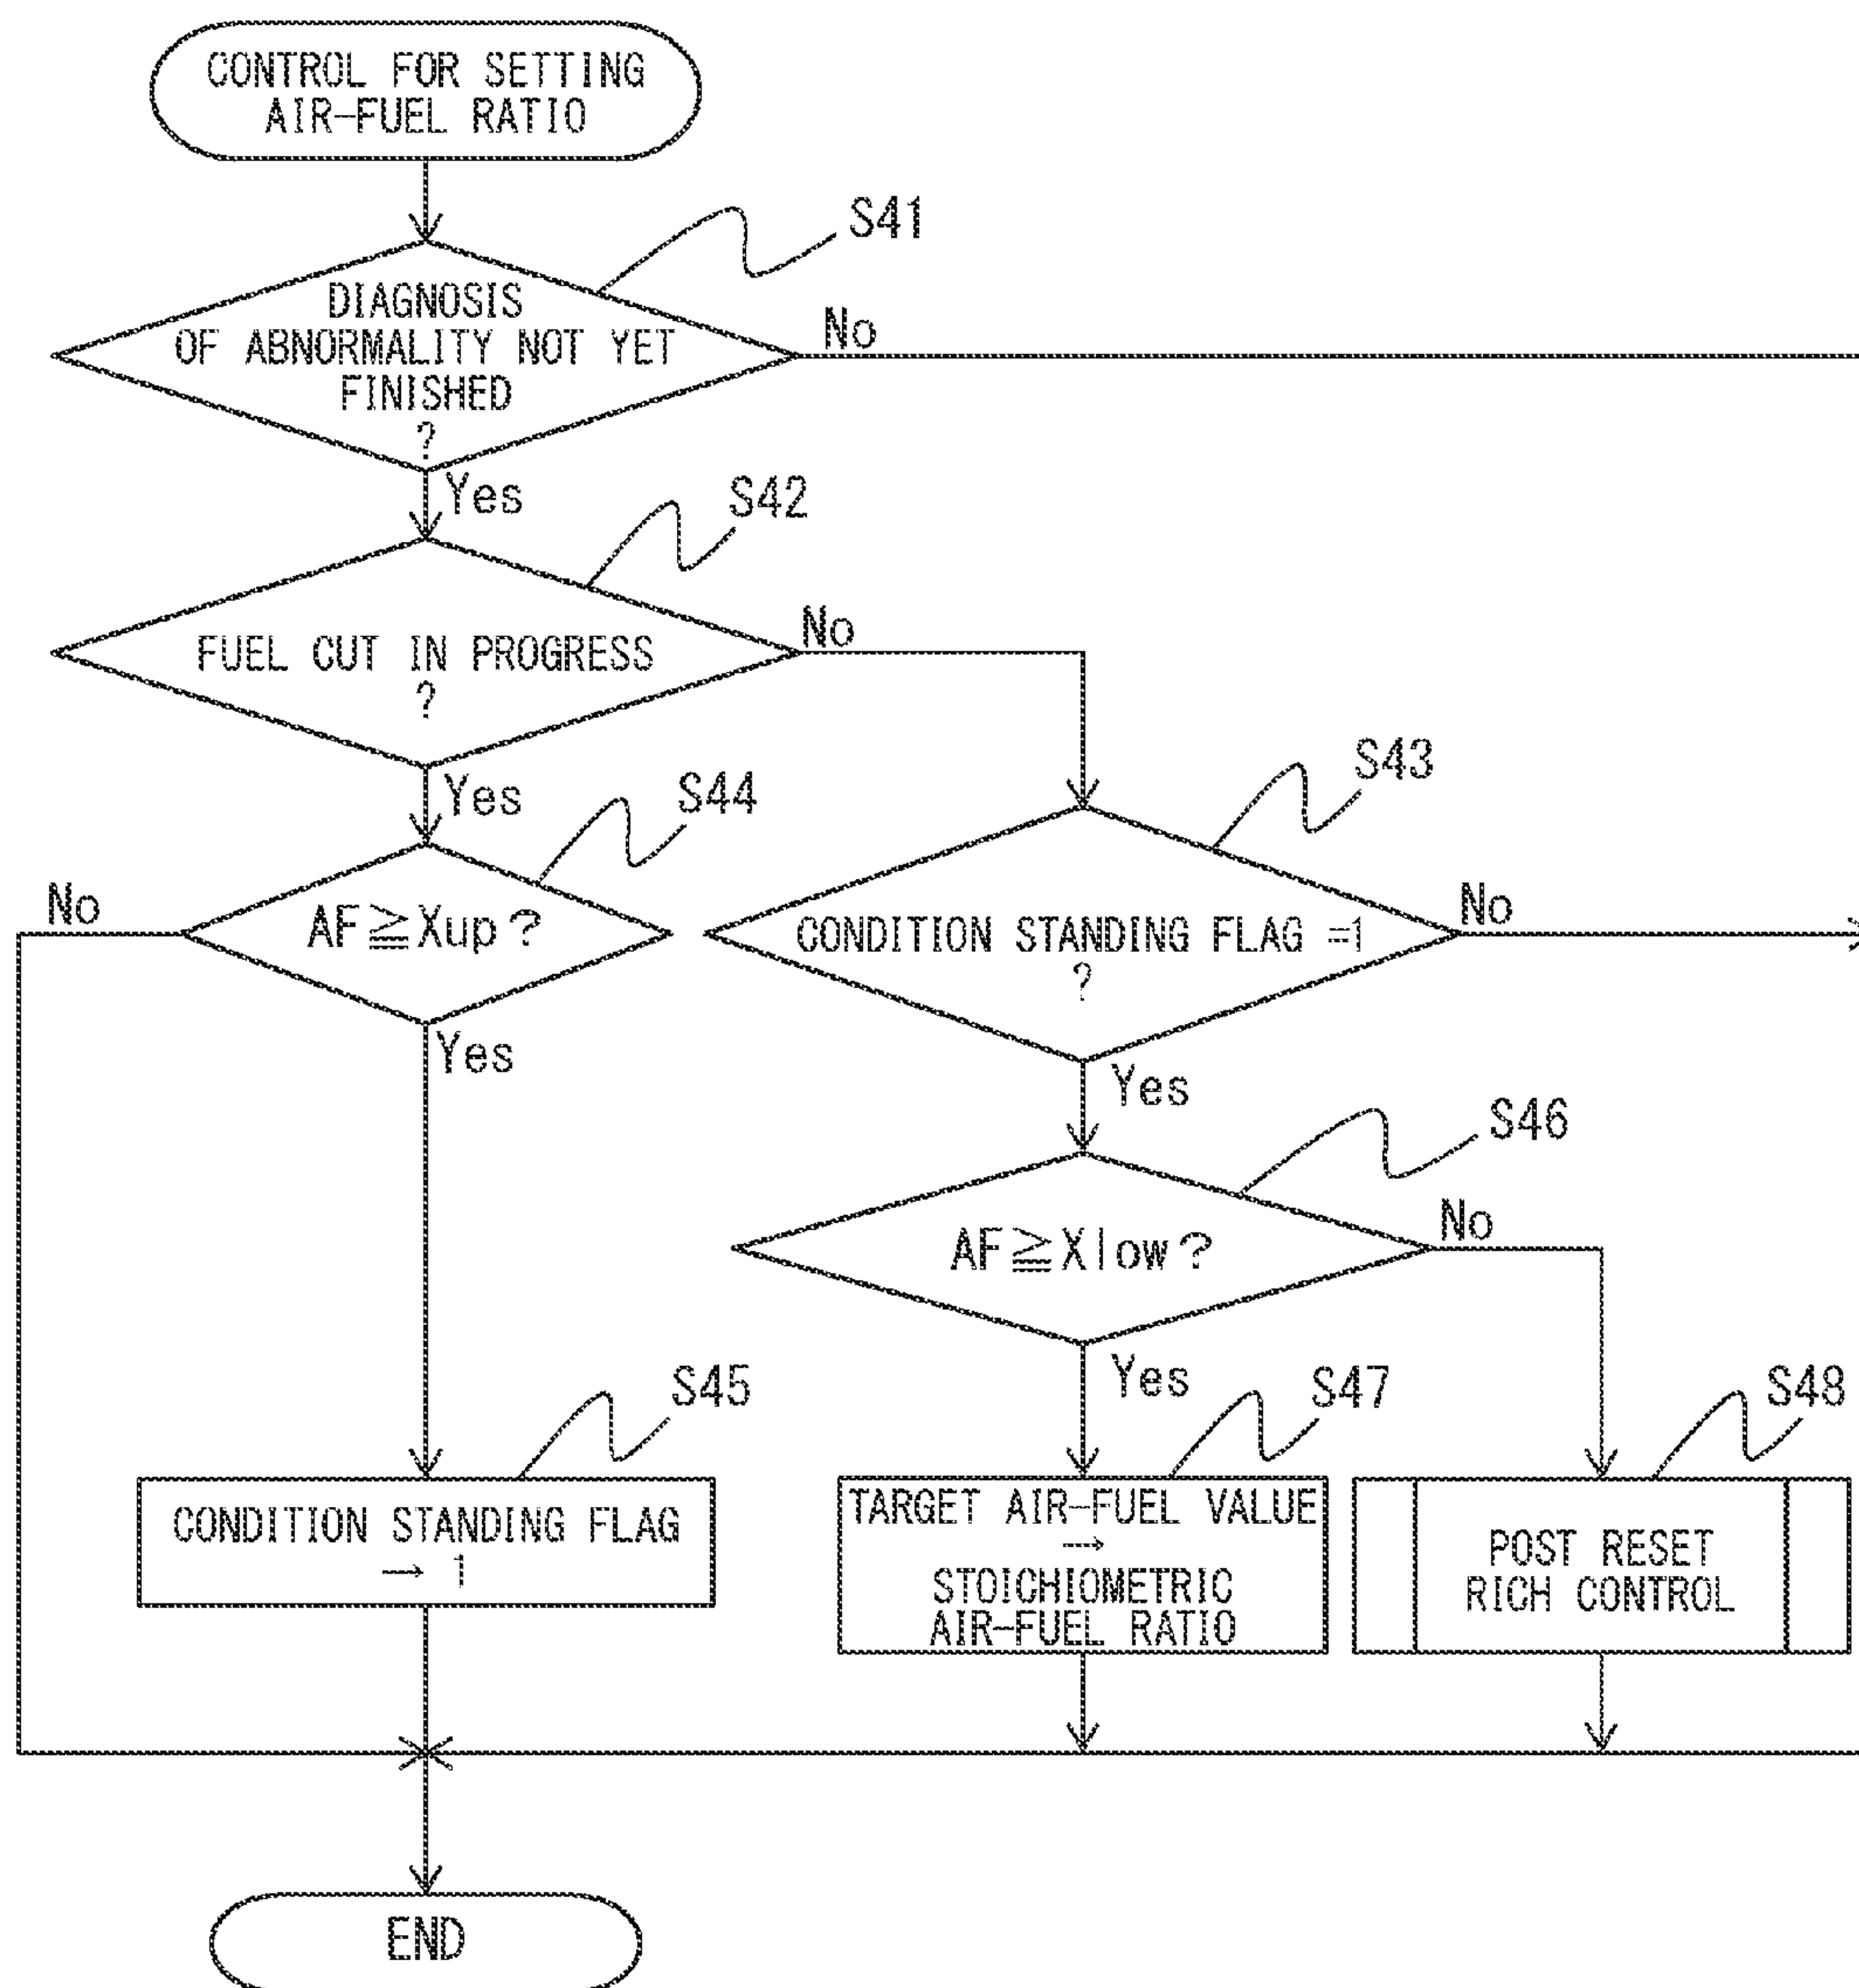 CONTROL FOR SETTING
AIR-FUEL RATIO
S41
DIAGNOSIS
OF ABNORMALITY NOT YET
FINISHED
?
No
Yes
S42
FUEL CUT IN PROGRESS
?
No
Yes
S44
S43
No
AF≧Xup?
CONDITION STANDING FLAG =1
?
No
Yes
Yes
S46
AF≧Xlow?
No
Yes
S45
S47
S48
CONDITION STANDING FLAG
→ 1
TARGET AIR-FUEL VALUE
→
STOICHIOMETRIC
AIR-FUEL RATIO
POST RESET
RICH CONTROL
END